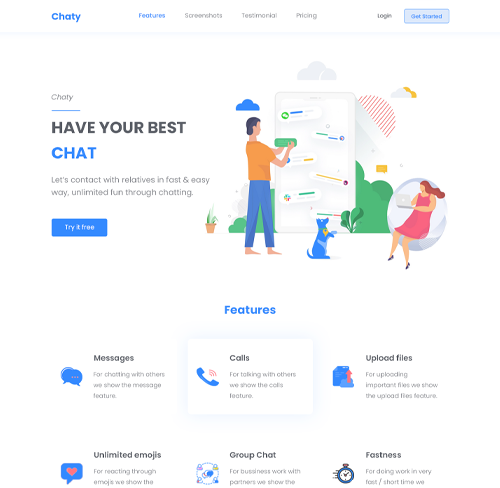 Chaty Features Screenshots Testimonial Pricing Login Get Started
Chaty
HAVE YOUR BEST
CHAT
Let's contact with relatives in fast & easy
way, unlimited fun through chatting.
Try it free
Features
Messages
For chatting with others
we show the message
feature.
Calls
For talking with others
we show the calls
feature.
Upload files
For uploading
important files we show
the upload files feature.
Unlimited emojis
For reacting through
emojis we show the
Group Chat
For bussiness work with
partners we show the
Fastness
For doing work in very
fast / short time we